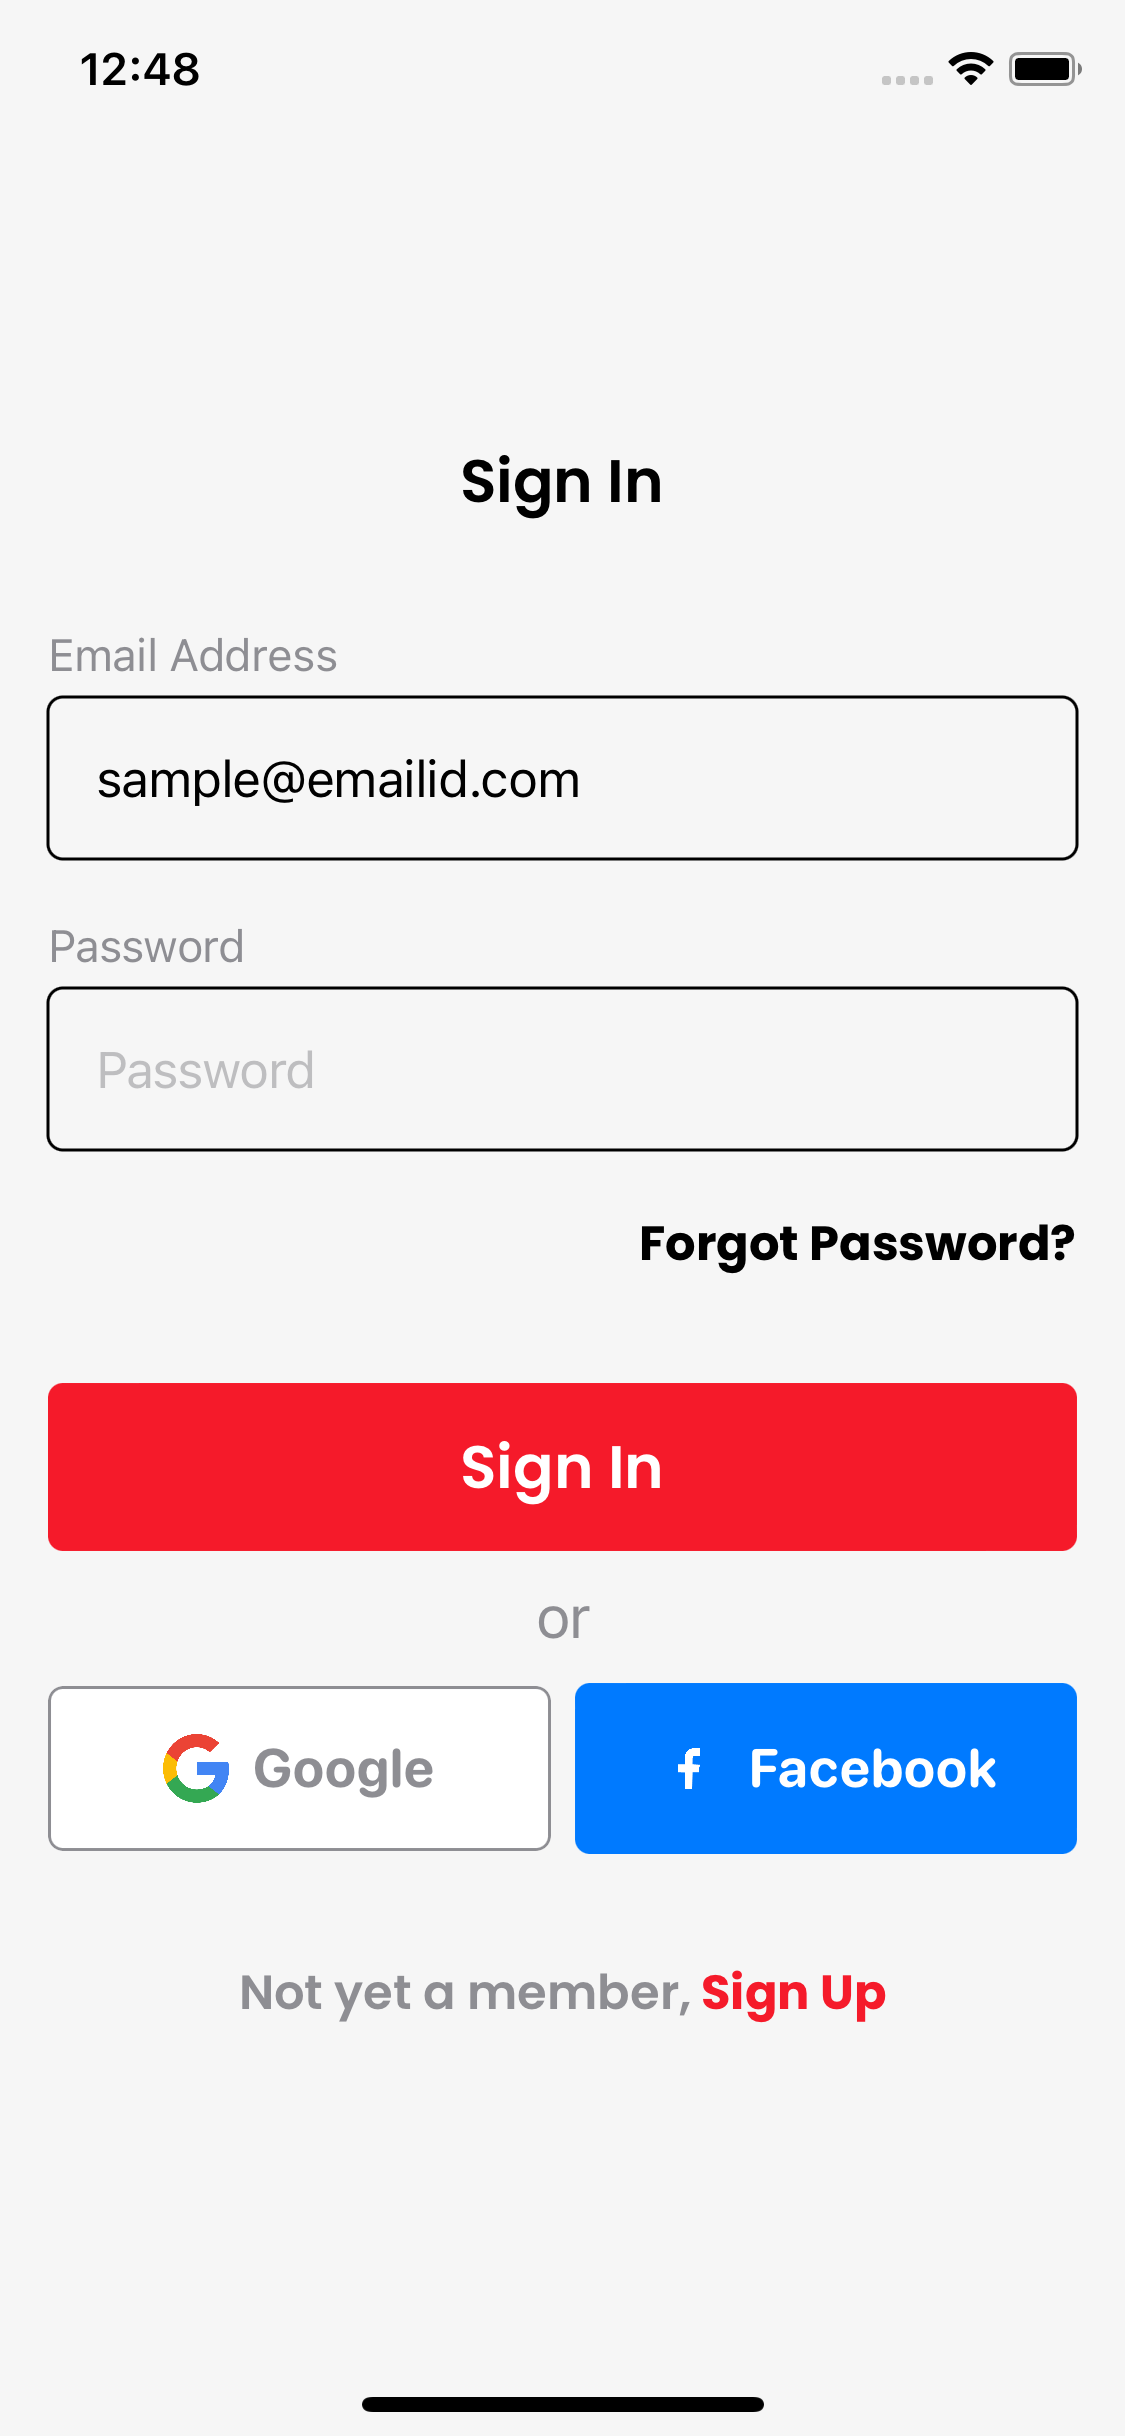 12:48
Sign In
Email Address
sample@emailid.com
Password
Password
Forgot Password?
Sign In
or
Google
Facebook
Not yet a member, Sign Up